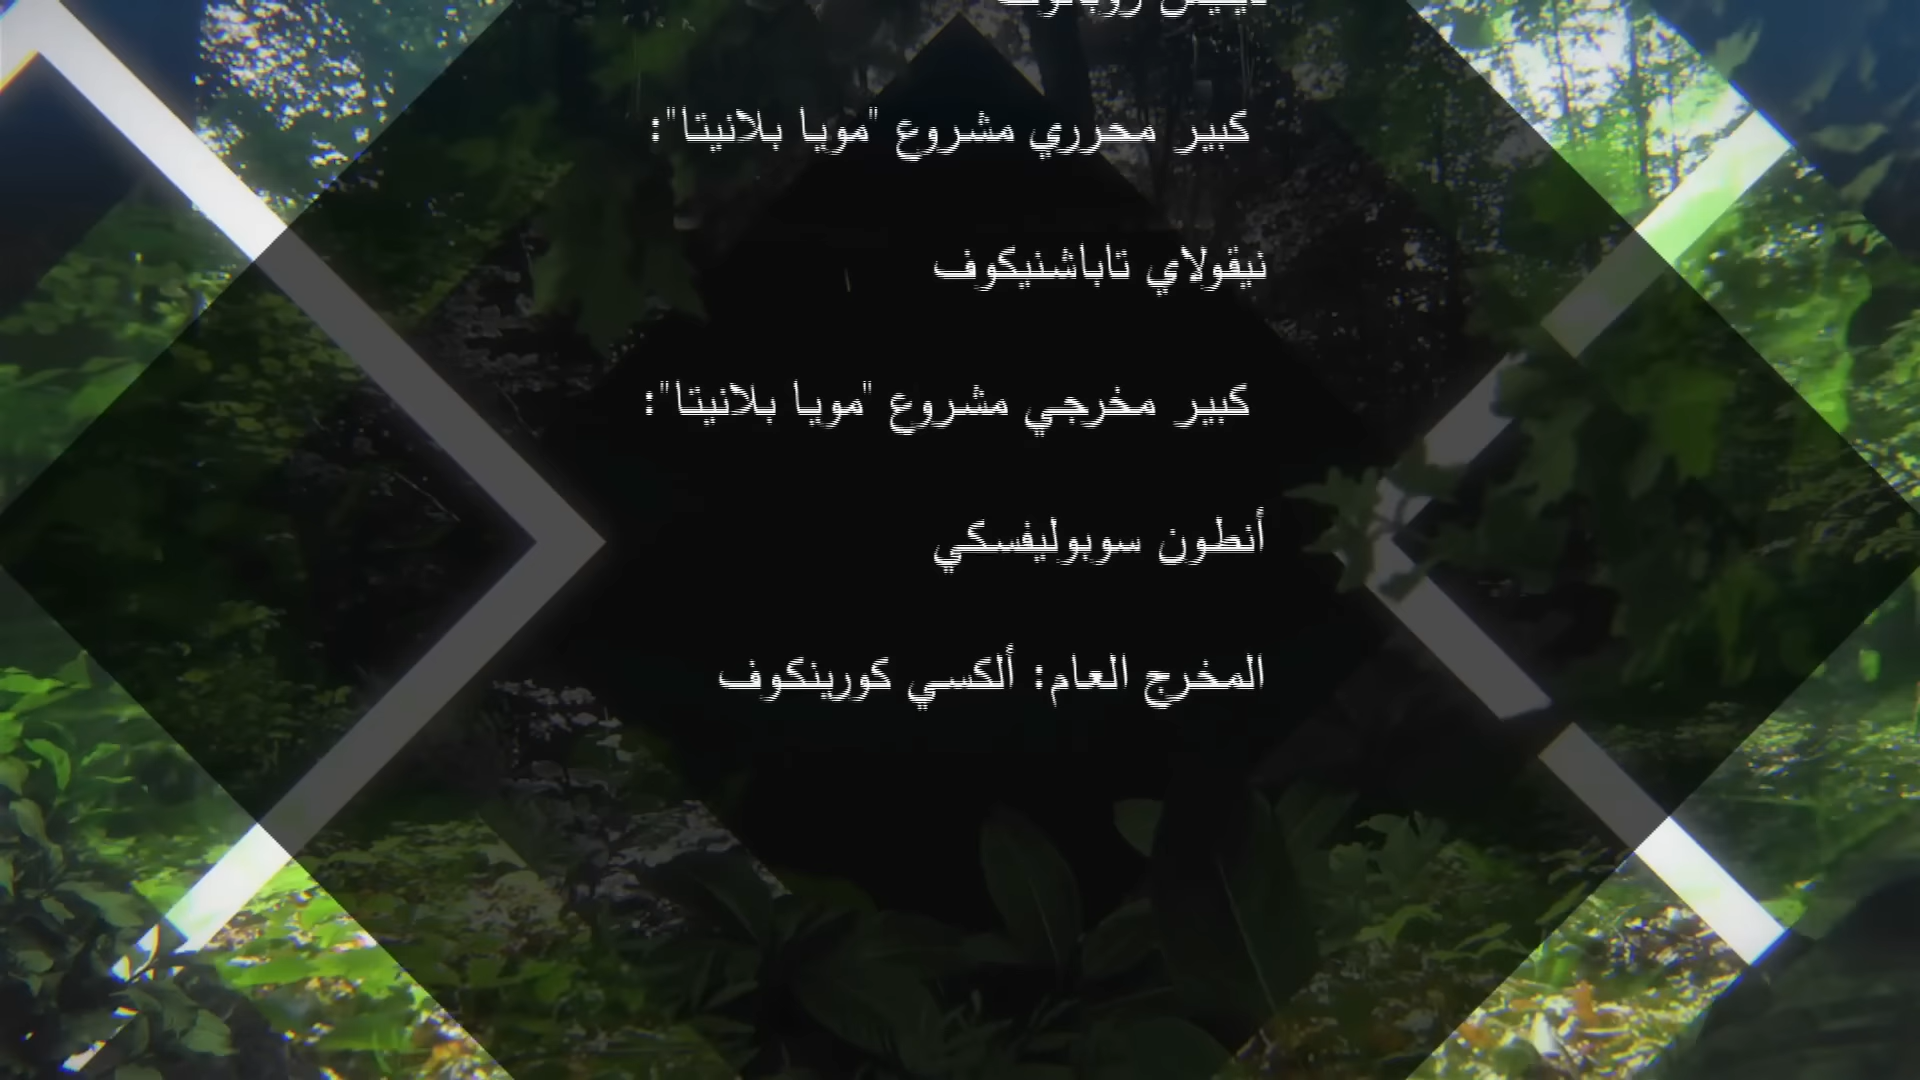 كبير محرري مشروع "مويا بلانيتا":
نيقولاي تاباشنيكوف
كبير مخرجي مشروع "مويا بلانيتا":
أنطون سوبوليفسكي
المخرج العام: ألكسي كورينكوف